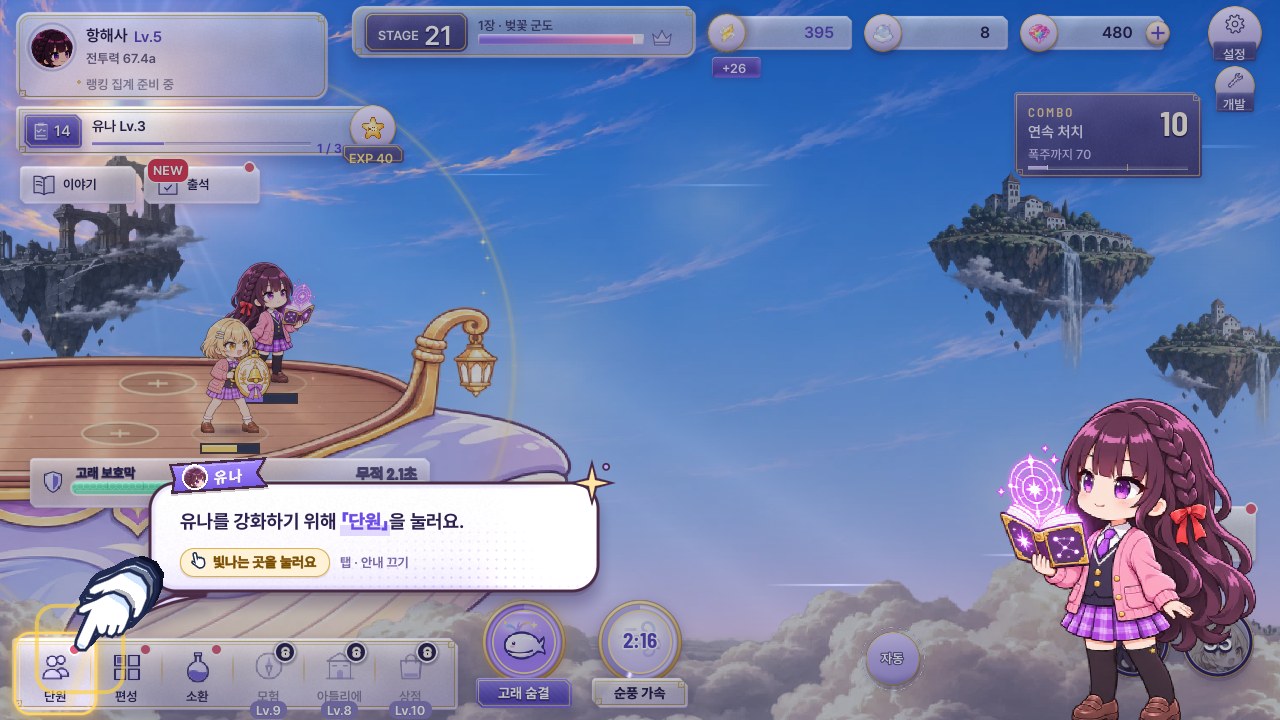 항해사 Lv.5
전투력 67.4a
랭킹 집계 준비 중
STAGE 21
1장 · 벚꽃 군도
395
+26
8
480
설정
개발
14
유나 Lv.3
1 / 3
EXP 40
COMBO
연속 처치
10
폭주까지 70
이야기
NEW
출석
고래 보호막
무적 2.1초
유나
유나를 강화하기 위해 「단원」을 눌러요.
빛나는 곳을 눌러요
탭 · 안내 끄기
단원
편성
소환
모험
Lv.9
아틀리에
Lv.8
상점
Lv.10
고래 숨결
2:16
순풍 가속
자동